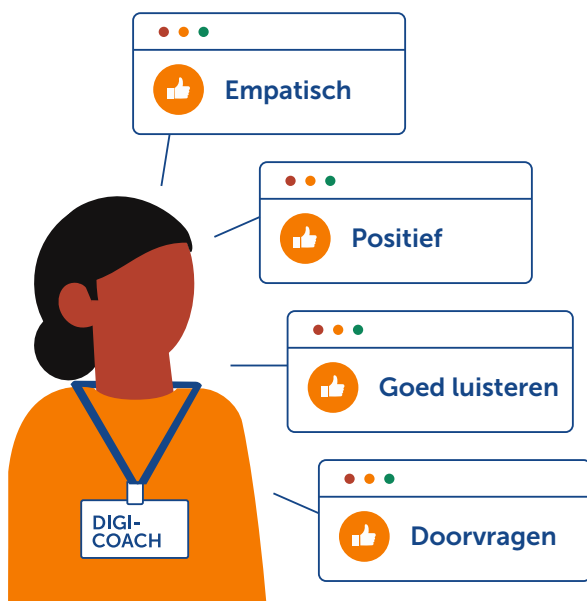 Empatisch
Positief
Goed luisteren
Doorvragen
DIGI-
COACH